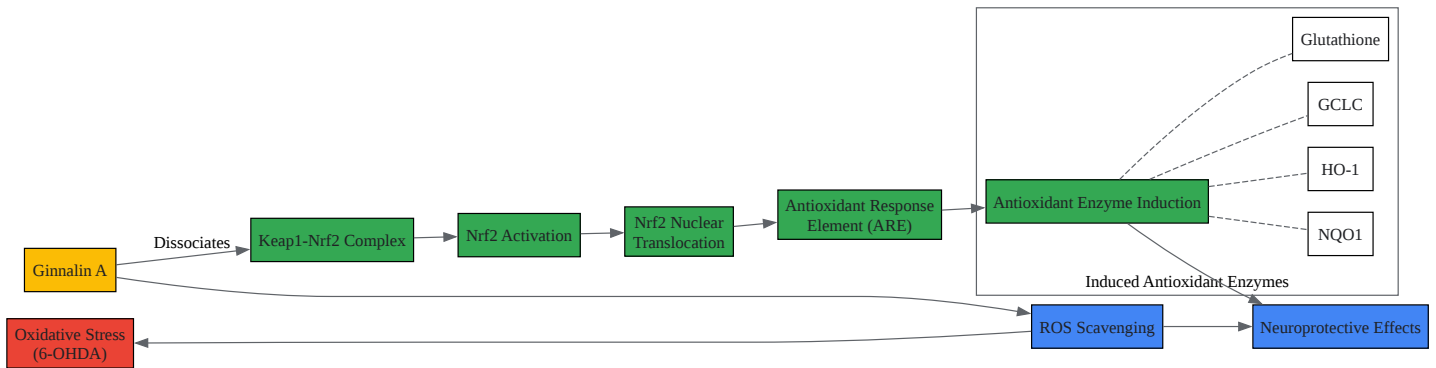 Glutathione
GCLC
HO-1
NQO1
Antioxidant Enzyme Induction
Antioxidant Response
Element (ARE)
Nrf2 Nuclear
Translocation
Nrf2 Activation
Keap1-Nrf2 Complex
Dissociates
Ginnalin A
Induced Antioxidant Enzymes
Oxidative Stress
(6-OHDA)
ROS Scavenging
Neuroprotective Effects